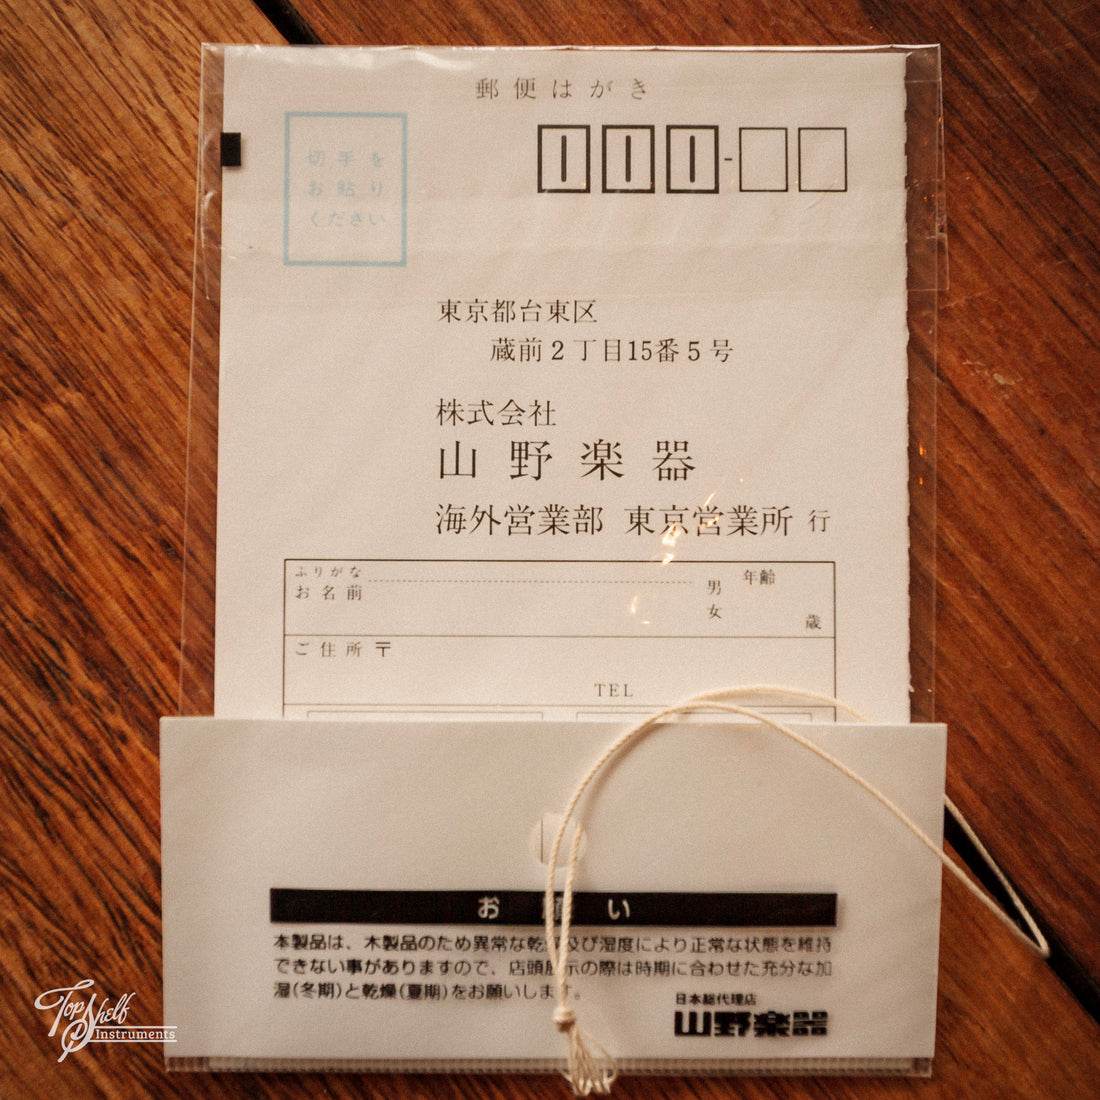 郵便はがき
切手を
お貼り
ください
111-
東京都台東区
蔵前2丁目15番5号
株式会社
山野楽器
海外営業部 東京営業所 行
ふりがな
お名前
男
女
年齢
歳
ご住所 〒
TEL
お願い
本製品は、木製品のため異常な乾燥及び湿度により正常な状態を維持
できない事がありますので、店頭展示の際は時期に合わせた充分な加
湿(冬期)と乾燥(夏期)をお願いします。
日本総代理店
山野楽器
Top Shelf
Instruments